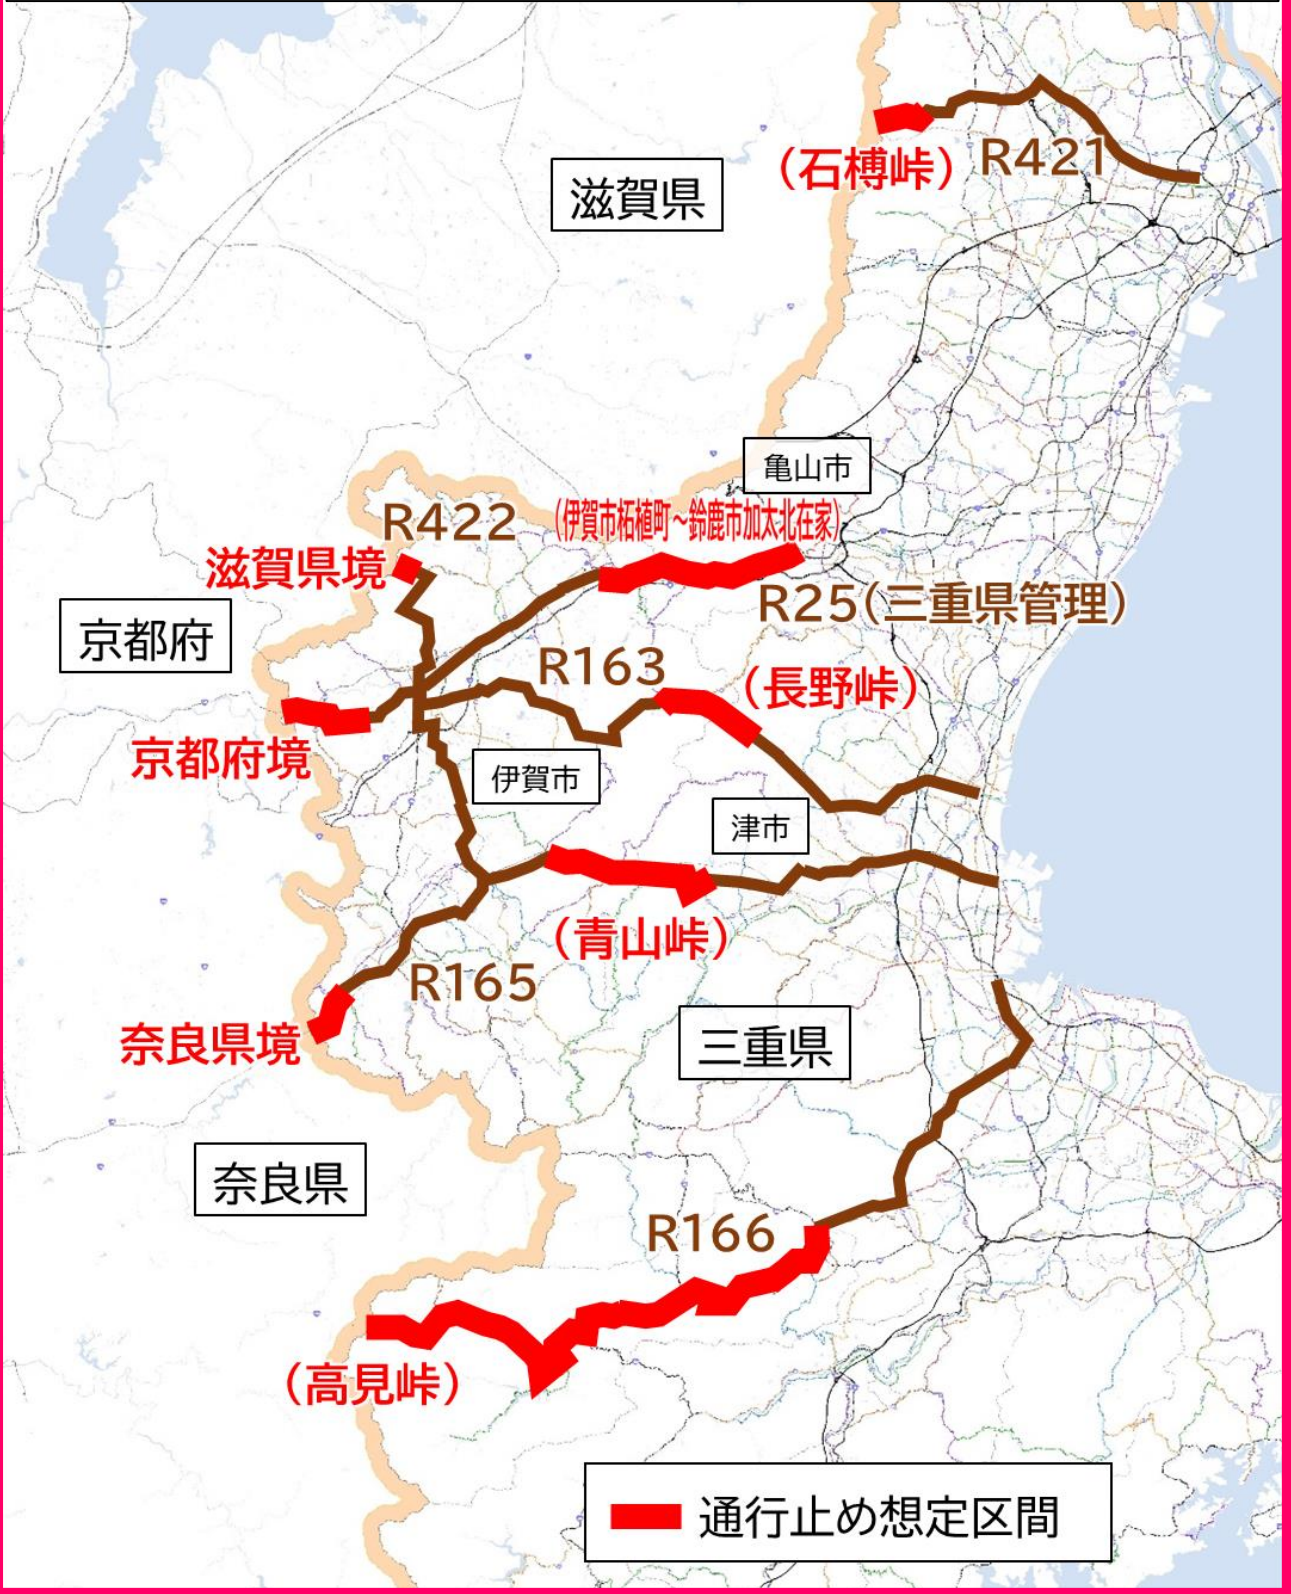 （石榑峠）
R421
滋賀県
亀山市
R422
（伊賀市柘植町～鈴鹿市加太北在家）
滋賀県境
R25（三重県管理）
京都府
R163
（長野峠）
京都府境
伊賀市
津市
（青山峠）
R165
奈良県境
三重県
奈良県
R166
（高見峠）
通行止め想定区間